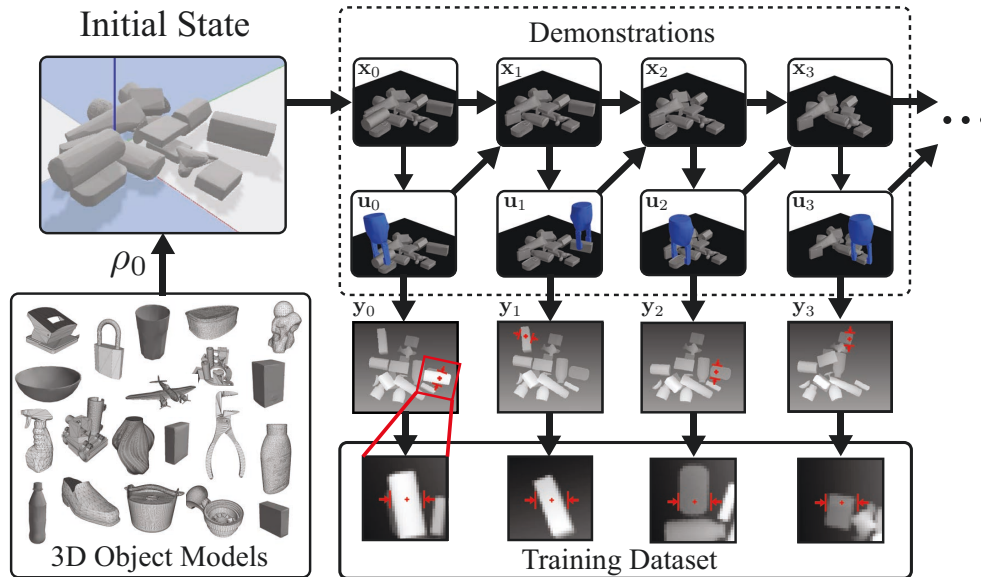 Initial State
Demonstrations
x₀ x₁ x₂ x₃
u₀ u₁ u₂ u₃
ρ₀
y₀ y₁ y₂ y₃
3D Object Models
Training Dataset